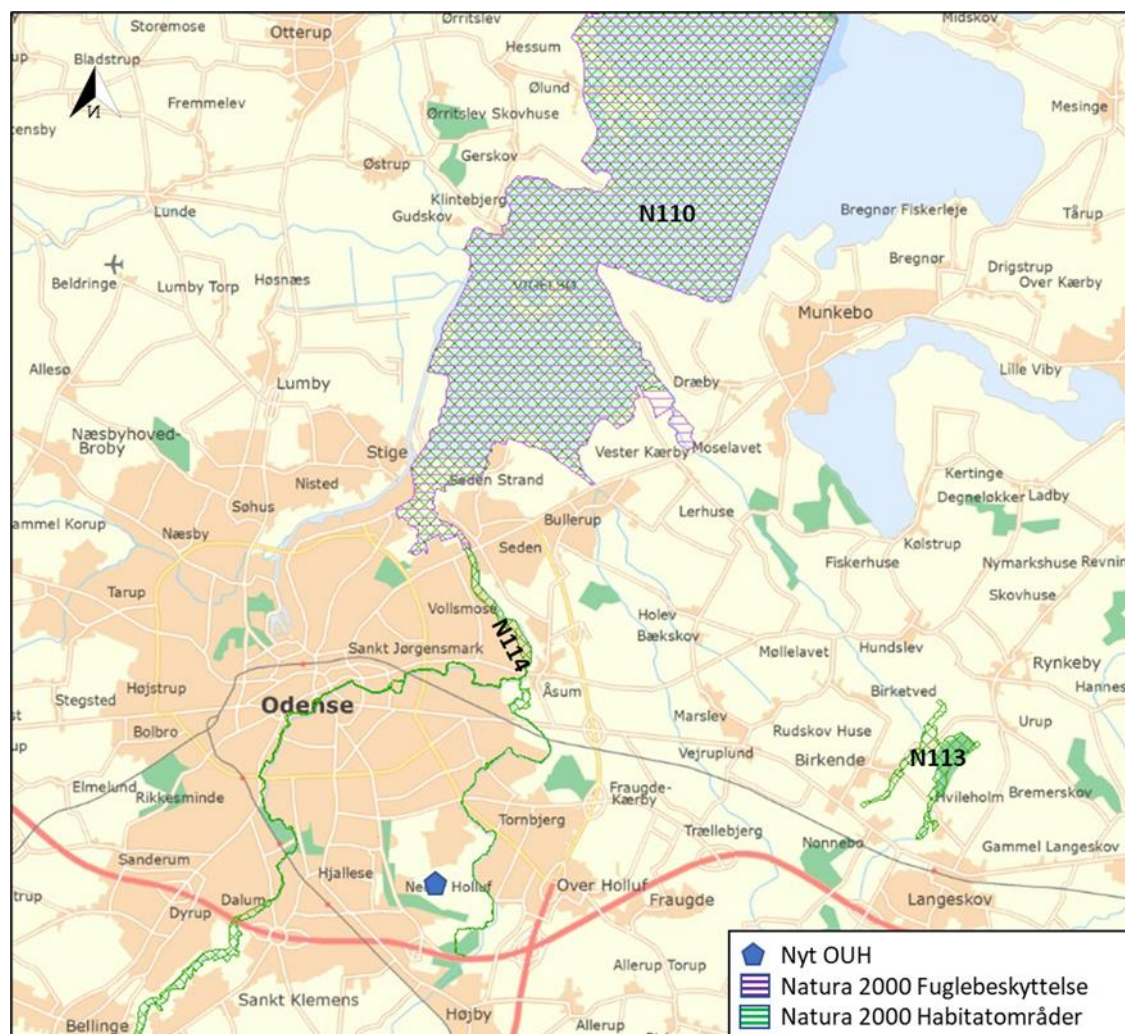 Storemose
Ørritslev
Midskov
Otterup
Hessum
Bladstrup
Ølund
Fremmelev
Mesinge
Ørritslev Skovhuse
Østrup
Gerskov
Klintebjerg
Lunde
Gudskov
N110
Bregnør Fiskerleje
Tårup
Bregnør
Beldringe
Lumby Torp
Høsnæs
Drigstrup
Over Kærby
VIGELSØ
Munkebo
Allesø
Lumby
Dræby
Lille Viby
Næsbyhoved-
Broby
Stige
Vester Kærby
Moselavet
Kertinge
Nisted
Seden Strand
Degneløkker
Ladby
Søhus
Lerhuse
Næsby
Bullerup
Kølstrup
Seden
Fiskerhuse
Nymarkshuse
Tarup
Vollsmose
Skovhuse
Holev
N114
Bækskov
Sankt Jørgensmark
Møllelavet
Hundslev
Rynkeby
Højstrup
Åsum
Birketved
Stegsted
Odense
Marslev
Rudskov Huse
Urup
Bolbro
Vejruplund
Birkende
N113
Elmelund
Rikkesminde
Fraugde-
Kærby
Hvileholm
Bremerskov
Tornbjerg
Trællebjerg
Nonnebo
Gammel Langeskov
Sanderum
Hjallese
Over Holluf
Dalum
Dyrup
Fraugde
Langeskov
Nyt OUH
Natura 2000 Fuglebeskyttelse
Allerup Torup
Sankt Klemens
Højby
Bellinge
Allerup
Natura 2000 Habitatområder